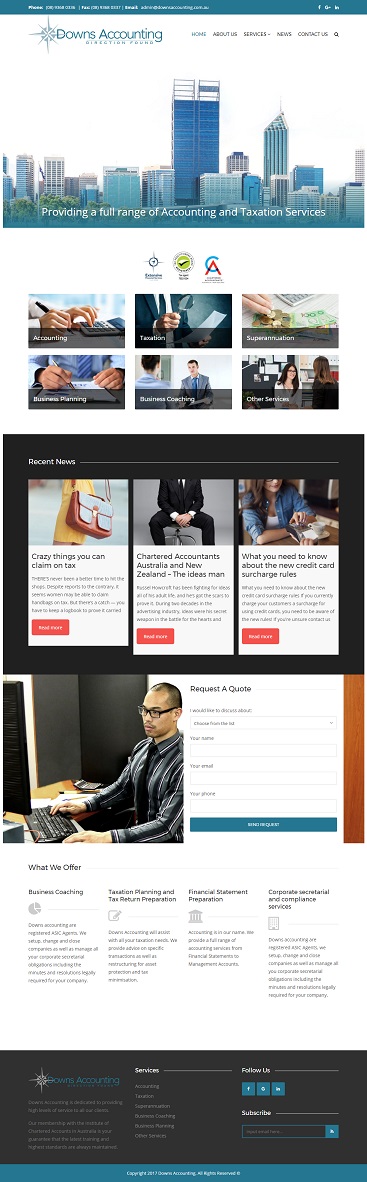 Phone: (08) 9368 0336 | Fax: (08) 9368 0337 | Email: admin@downsaccounting.com.au
Downs Accounting
DIRECTION FOUND
HOME ABOUT US SERVICES NEWS CONTACT US
Providing a full range of Accounting and Taxation Services
Accounting
Taxation
Superannuation
Business Planning
Business Coaching
Other Services
Recent News
Crazy things you can
claim on tax
THERE'S never been a better time to hit the
shops. Despite reports to the contrary, it
seems women may be able to claim
handbags on tax. But there's a catch — you
have to keep a logbook to prove it carried
Read more
Chartered Accountants
Australia and New
Zealand – The ideas man
Russel Howcroft has been fighting for ideas
all of his adult life, and he's got the scars to
prove it. During two decades in the
advertising industry, ideas were his secret
weapon in the battle for the hearts and
Read more
What you need to know
about the new credit card
surcharge rules
What you need to know about the new
credit card surcharge rules If you currently
charge your customers a surcharge for
using credit cards, you need to be aware of
the new rules! If you're unsure contact us
Read more
Request A Quote
I would like to discuss about:
Choose from the list
Your name
Your email
Your phone
SEND REQUEST
What We Offer
Business Coaching
Downs accounting are
registered ASIC Agents. We
setup, change and close
companies as well as manage all
your corporate secretarial
obligations including the
minutes and resolutions legally
required for your company.
Taxation Planning and
Tax Return Preparation
Downs Accounting will assist
with all your taxation needs. We
provide advice on specific
transactions as well as
restructuring for asset
protection and tax
minimisation.
Financial Statement
Preparation
Accounting is in our name. We
provide a full range of
accounting services from
Financial Statements to
Management Accounts.
Corporate secretarial
and compliance
services
Downs accounting are
registered ASIC Agents, we
setup, change and close
companies as well as manage all
you corporate secretarial
obligations including the
minutes and resolutions legally
required for your company.
Downs Accounting
DIRECTION FOUND
Downs Accounting is dedicated to providing
high levels of service to all our clients.
Our membership with the Institute of
Chartered Accountants in Australia is your
guarantee that the latest training and
highest standards are always maintained.
Services
Accounting
Taxation
Superannuation
Business Coaching
Business Planning
Other Services
Follow Us
Subscribe
Input email here...
Copyright 2017 Downs Accounting, All Rights Reserved ©